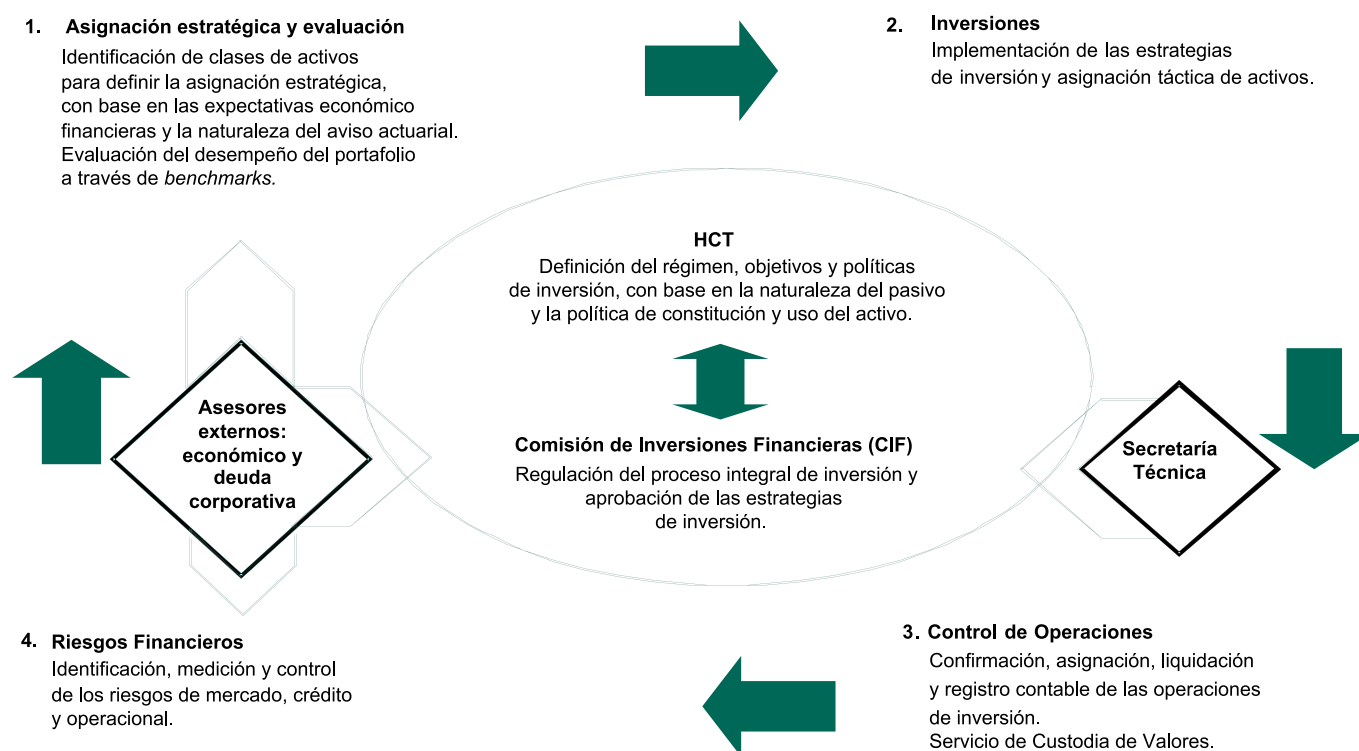 1. Asignación estratégica y evaluación
Identificación de clases de activos
para definir la asignación estratégica,
con base en las expectativas económico
financieras y la naturaleza del aviso actuarial.
Evaluación del desempeño del portafolio
a través de benchmarks.
2. Inversiones
Implementación de las estrategias
de inversión y asignación táctica de activos.
HCT
Definición del régimen, objetivos y políticas
de inversión, con base en la naturaleza del pasivo
y la política de constitución y uso del activo.
Comisión de Inversiones Financieras (CIF)
Regulación del proceso integral de inversión y
aprobación de las estrategias
de inversión.
Asesores
externos:
económico y
deuda
corporativa
Secretaría
Técnica
3. Control de Operaciones
Confirmación, asignación, liquidación
y registro contable de las operaciones
de inversión.
Servicio de Custodia de Valores.
4. Riesgos Financieros
Identificación, medición y control
de los riesgos de mercado, crédito
y operacional.